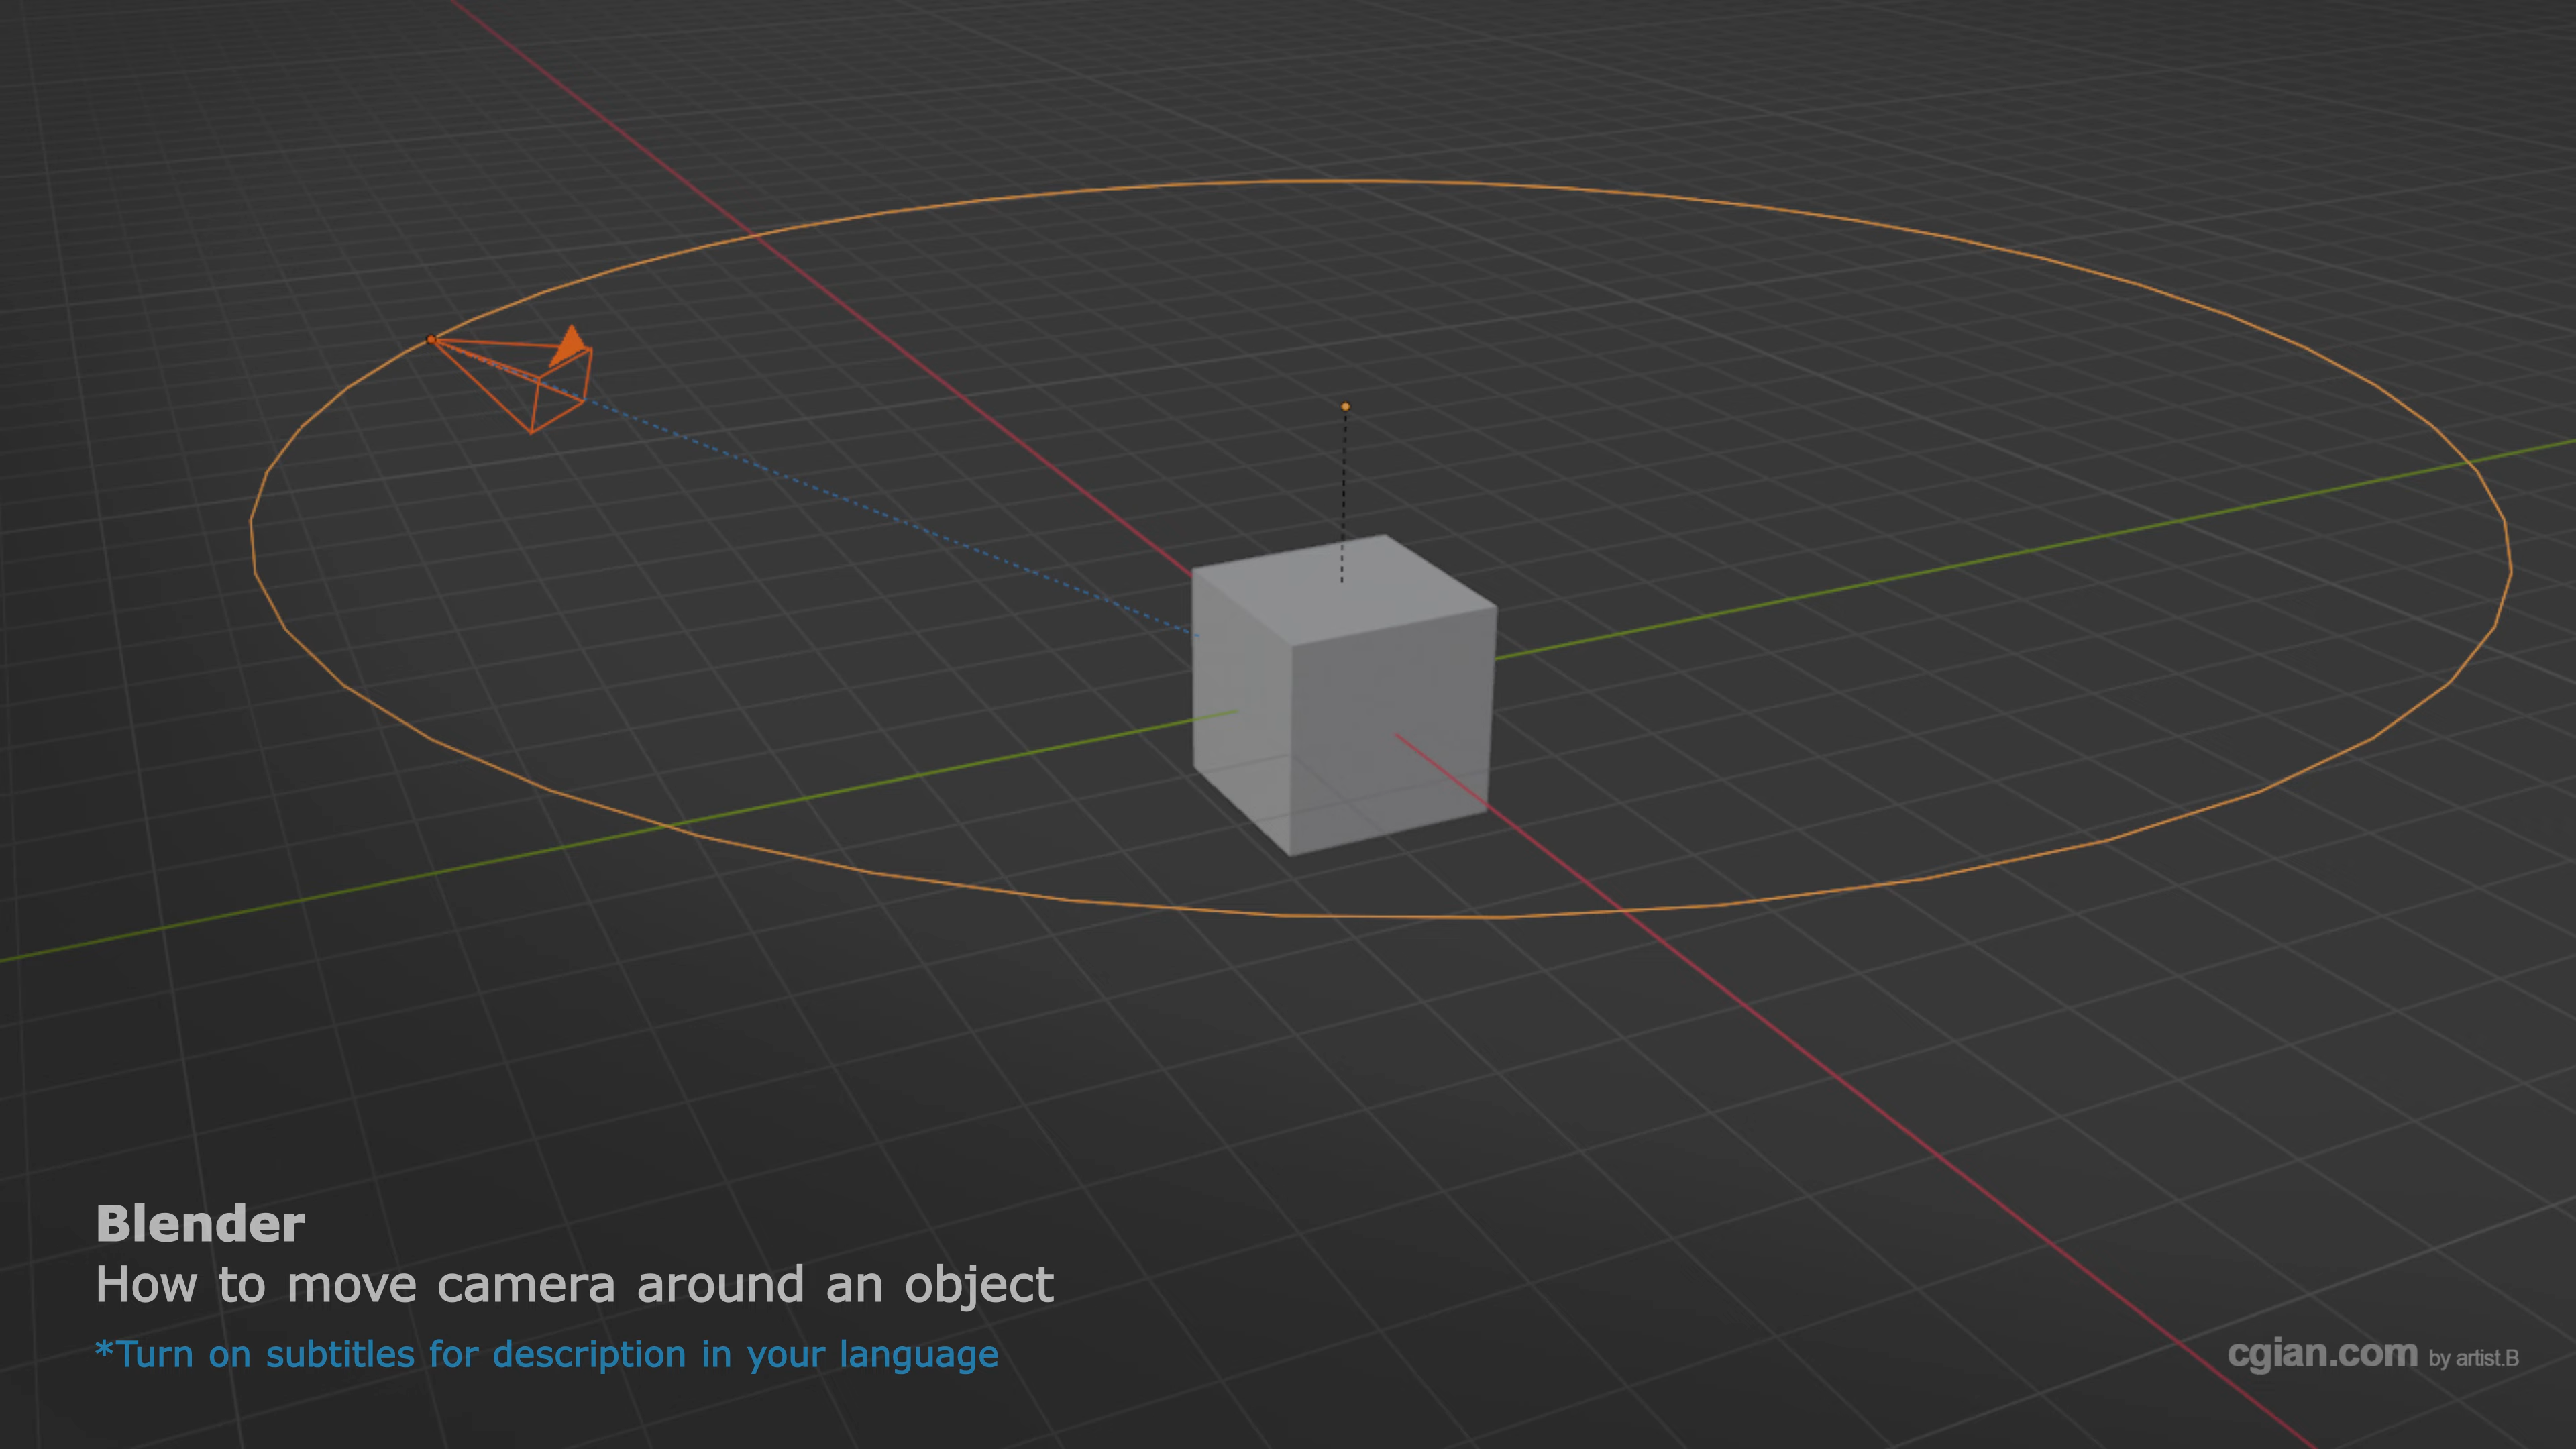 Blender
How to move camera around an object
*Turn on subtitles for description in your language
cgian.com by artist.B